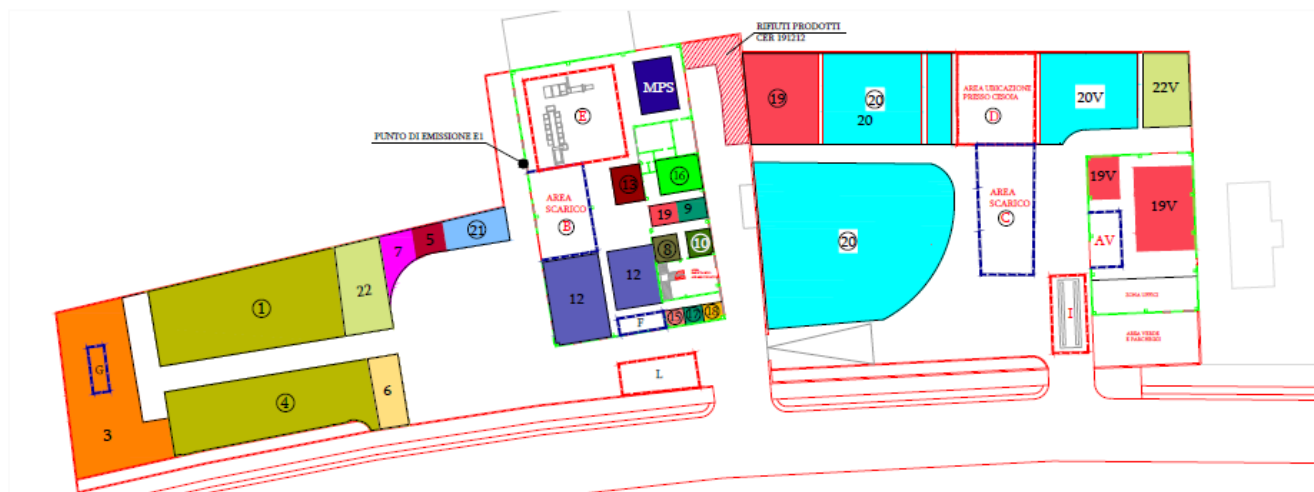 RIFIUTI PRODOTTI
CER 191212
MPS
19
20
20
AREA UBICAZIONE
PRESSO CESOIA
D
20V
22V
E
PUNTO DI EMISSIONE E1
13
16
19V
19V
AREA
SCARICO
B
AREA
SCARICO
C
19
9
7
5
21
8
10
20
AV
22
12
12
1
ZONA UFFICI
F
15
17
18
I
AREA VERDE
E PARCHEGGI
G
L
6
4
3